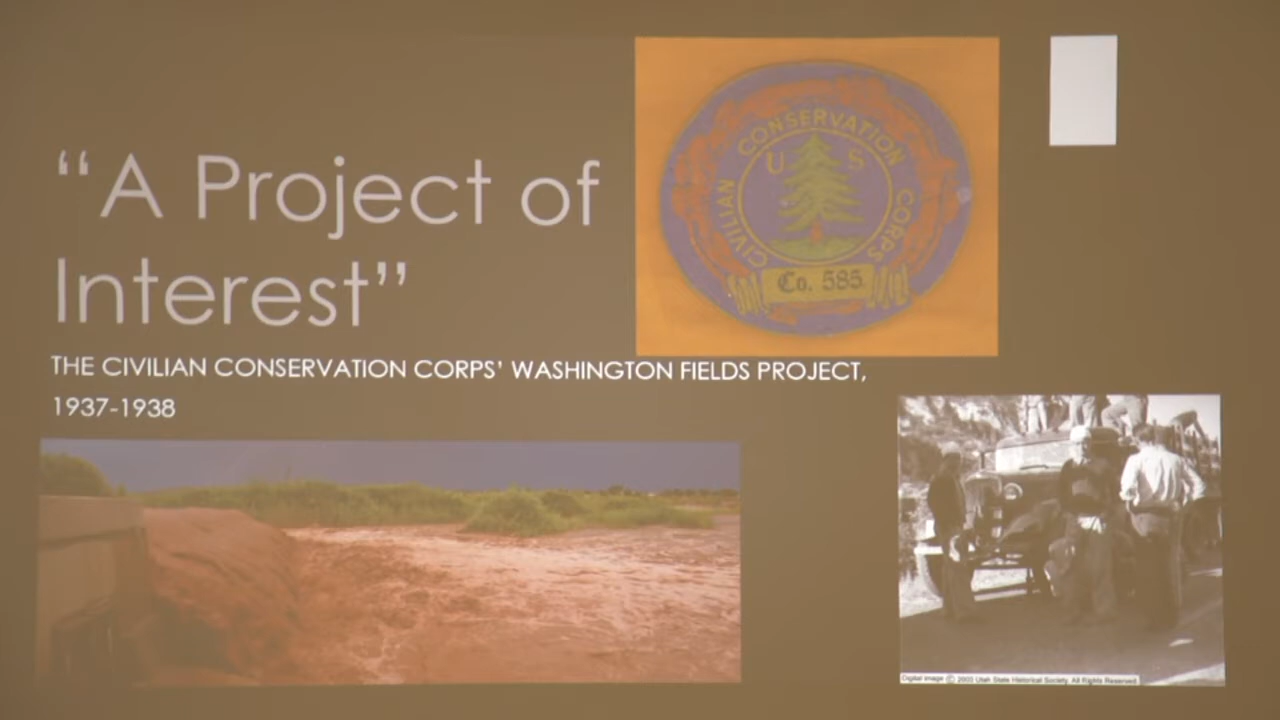 “A Project of
Interest”
THE CIVILIAN CONSERVATION CORPS’ WASHINGTON FIELDS PROJECT,
1937-1938
CIVILIAN CONSERVATION CORPS
U S
Co. 585
Digital Image © 2003 Utah State Historical Society. All Rights Reserved.